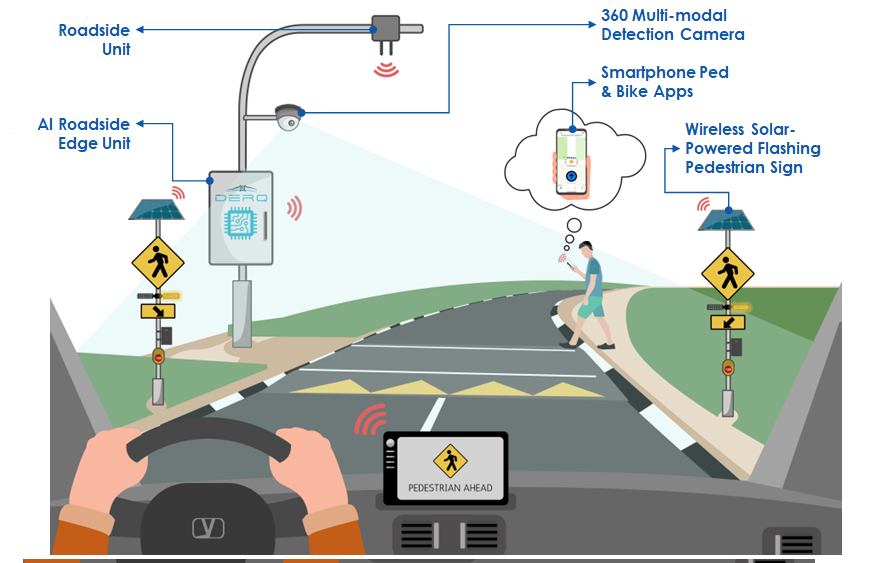 Roadside
Unit
360 Multi-modal
Detection Camera
Smartphone Ped
& Bike Apps
AI Roadside
Edge Unit
Wireless Solar-
Powered Flashing
Pedestrian Sign
DERQ
PEDESTRIAN AHEAD